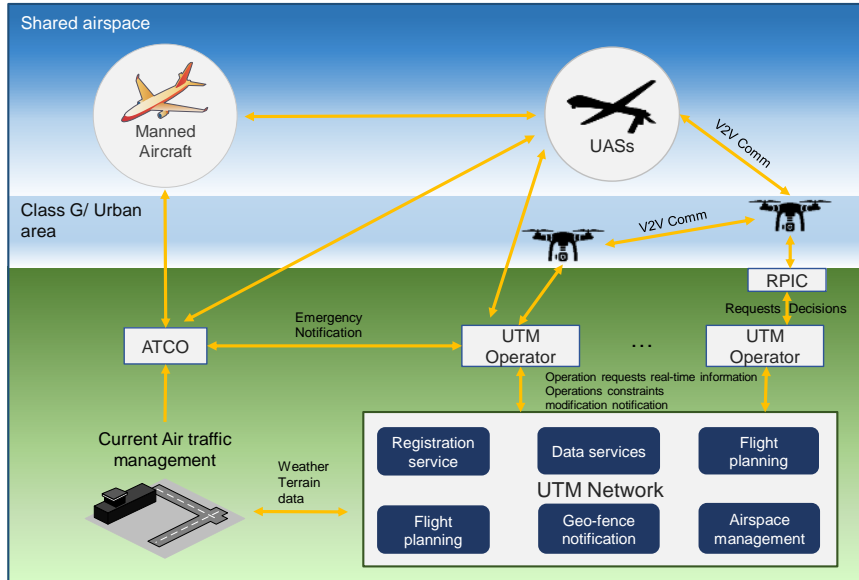 Shared airspace
Manned
Aircraft
UASs
V2V Comm
Class G/ Urban
area
V2V Comm
RPIC
Requests Decisions
Emergency
Notification
ATCO
UTM
Operator
...
UTM
Operator
Operation requests real-time information
Operations constraints
modification notification
Current Air traffic
management
Weather
Terrain
data
Registration
service
Data services
Flight
planning
UTM Network
Flight
planning
Geo-fence
notification
Airspace
management